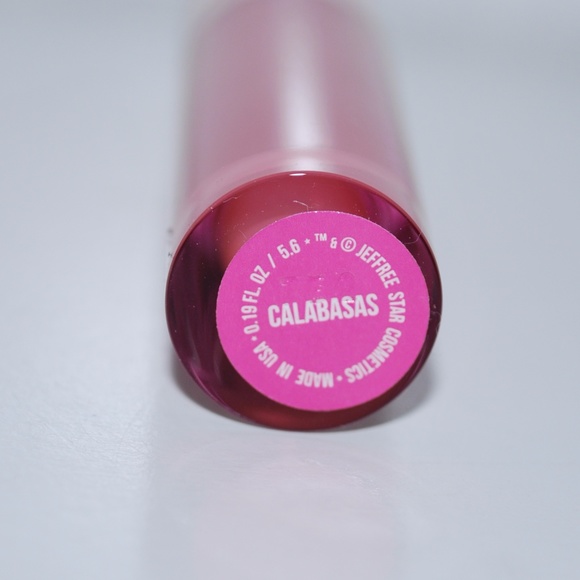 CALABASAS
0.19 FL. OZ / 5.6 * ™ & © JEFFREE STAR COSMETICS • MADE IN USA •